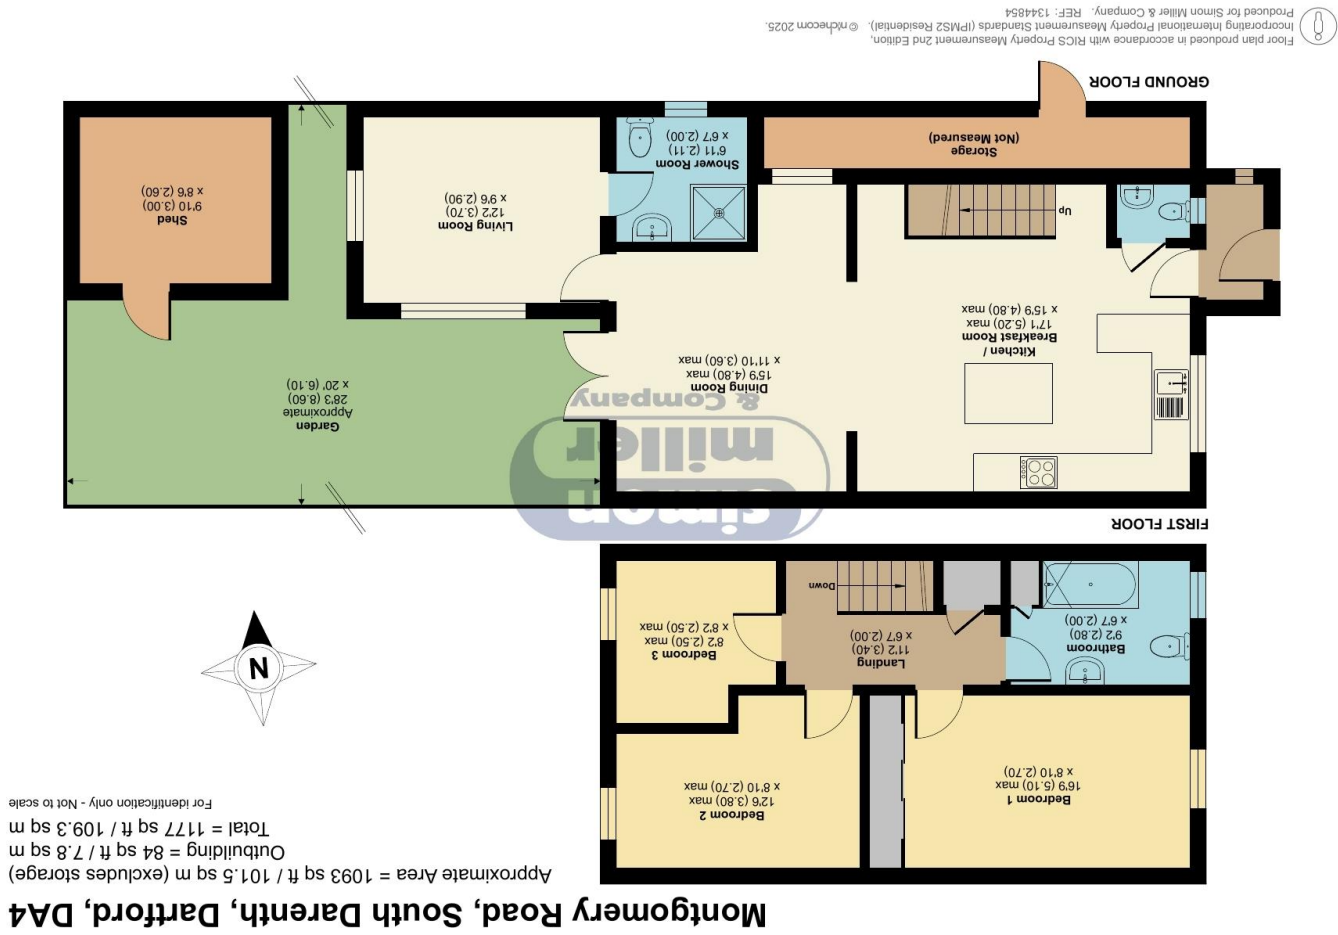 Montgomery Road, South Darenth, Dartford, DA4
Approximate Area = 1093 sq ft / 101.5 sq m (excludes storage)
Outbuilding = 84 sq ft / 7.8 sq m
Total = 1177 sq ft / 109.3 sq m
For identification only - Not to scale
Bedroom 1
16'9 (5.10) max
x 8'10 (2.70)
Bedroom 2
12'6 (3.80) max
x 8'10 (2.70) max
Bathroom
9'2 (2.80)
x 6'7 (2.00)
Landing
11'2 (3.40)
x 6'7 (2.00)
Bedroom 3
8'2 (2.50) max
x 8'2 (2.50) max
Down
N
FIRST FLOOR
simon
miller
& Company
Garden
Approximate
28'3 (8.60)
x 20' (6.10)
Dining Room
15'9 (4.80) max
x 11'10 (3.60) max
Kitchen /
Breakfast Room
17'1 (5.20) max
x 15'9 (4.80) max
Up
Living Room
12'2 (3.70)
x 9'6 (2.90)
Shed
9'10 (3.00)
x 8'6 (2.60)
Shower Room
6'11 (2.11)
x 6'7 (2.00)
Storage
(Not Measured)
GROUND FLOOR
Floor plan produced in accordance with RICS Property Measurement 2nd Edition,
Incorporating International Property Measurement Standards (IPMS2 Residential). © nichecom 2025.
Produced for Simon Miller & Company. REF: 1344854